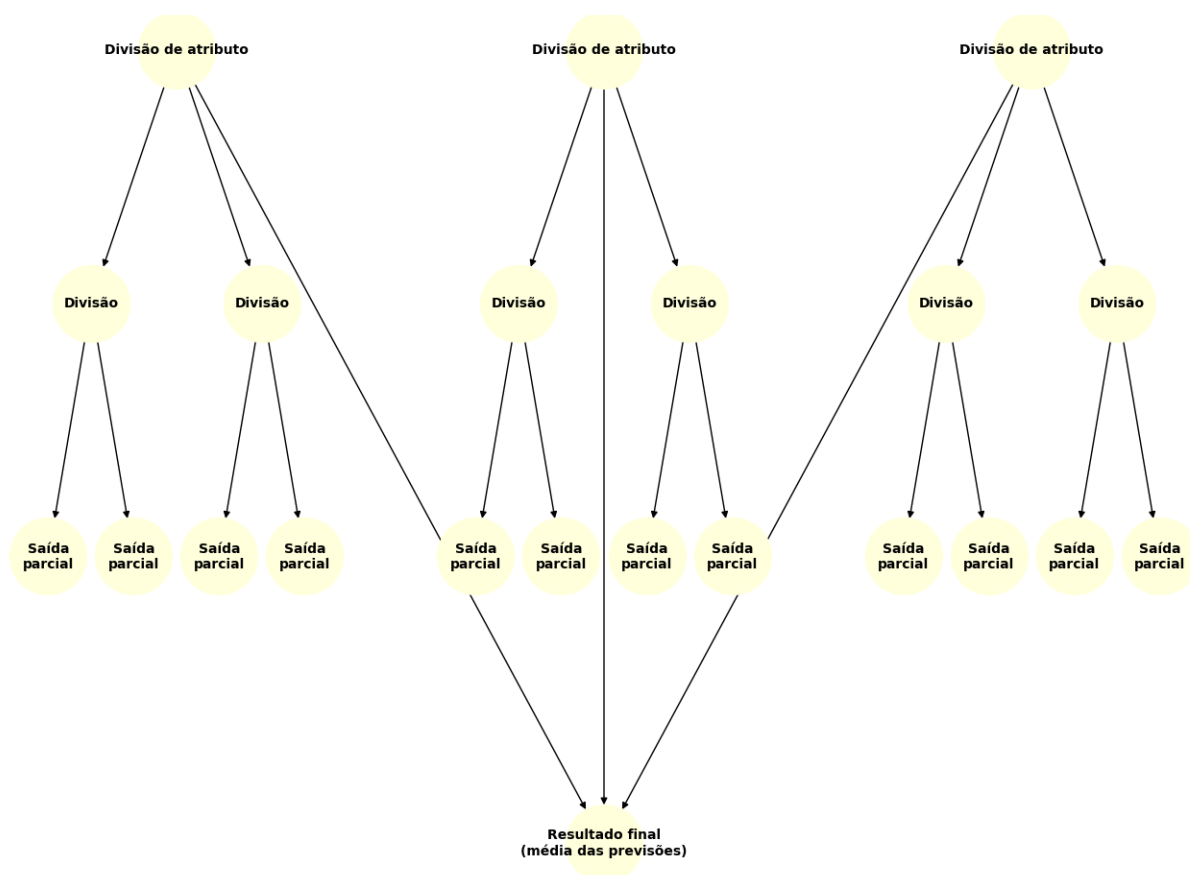 Divisão de atributo
Divisão de atributo
Divisão de atributo
Divisão
Divisão
Divisão
Divisão
Divisão
Divisão
Saída
parcial
Saída
parcial
Saída
parcial
Saída
parcial
Saída
parcial
Saída
parcial
Saída
parcial
Saída
parcial
Saída
parcial
Saída
parcial
Saída
parcial
Saída
parcial
Resultado final
(média das previsões)